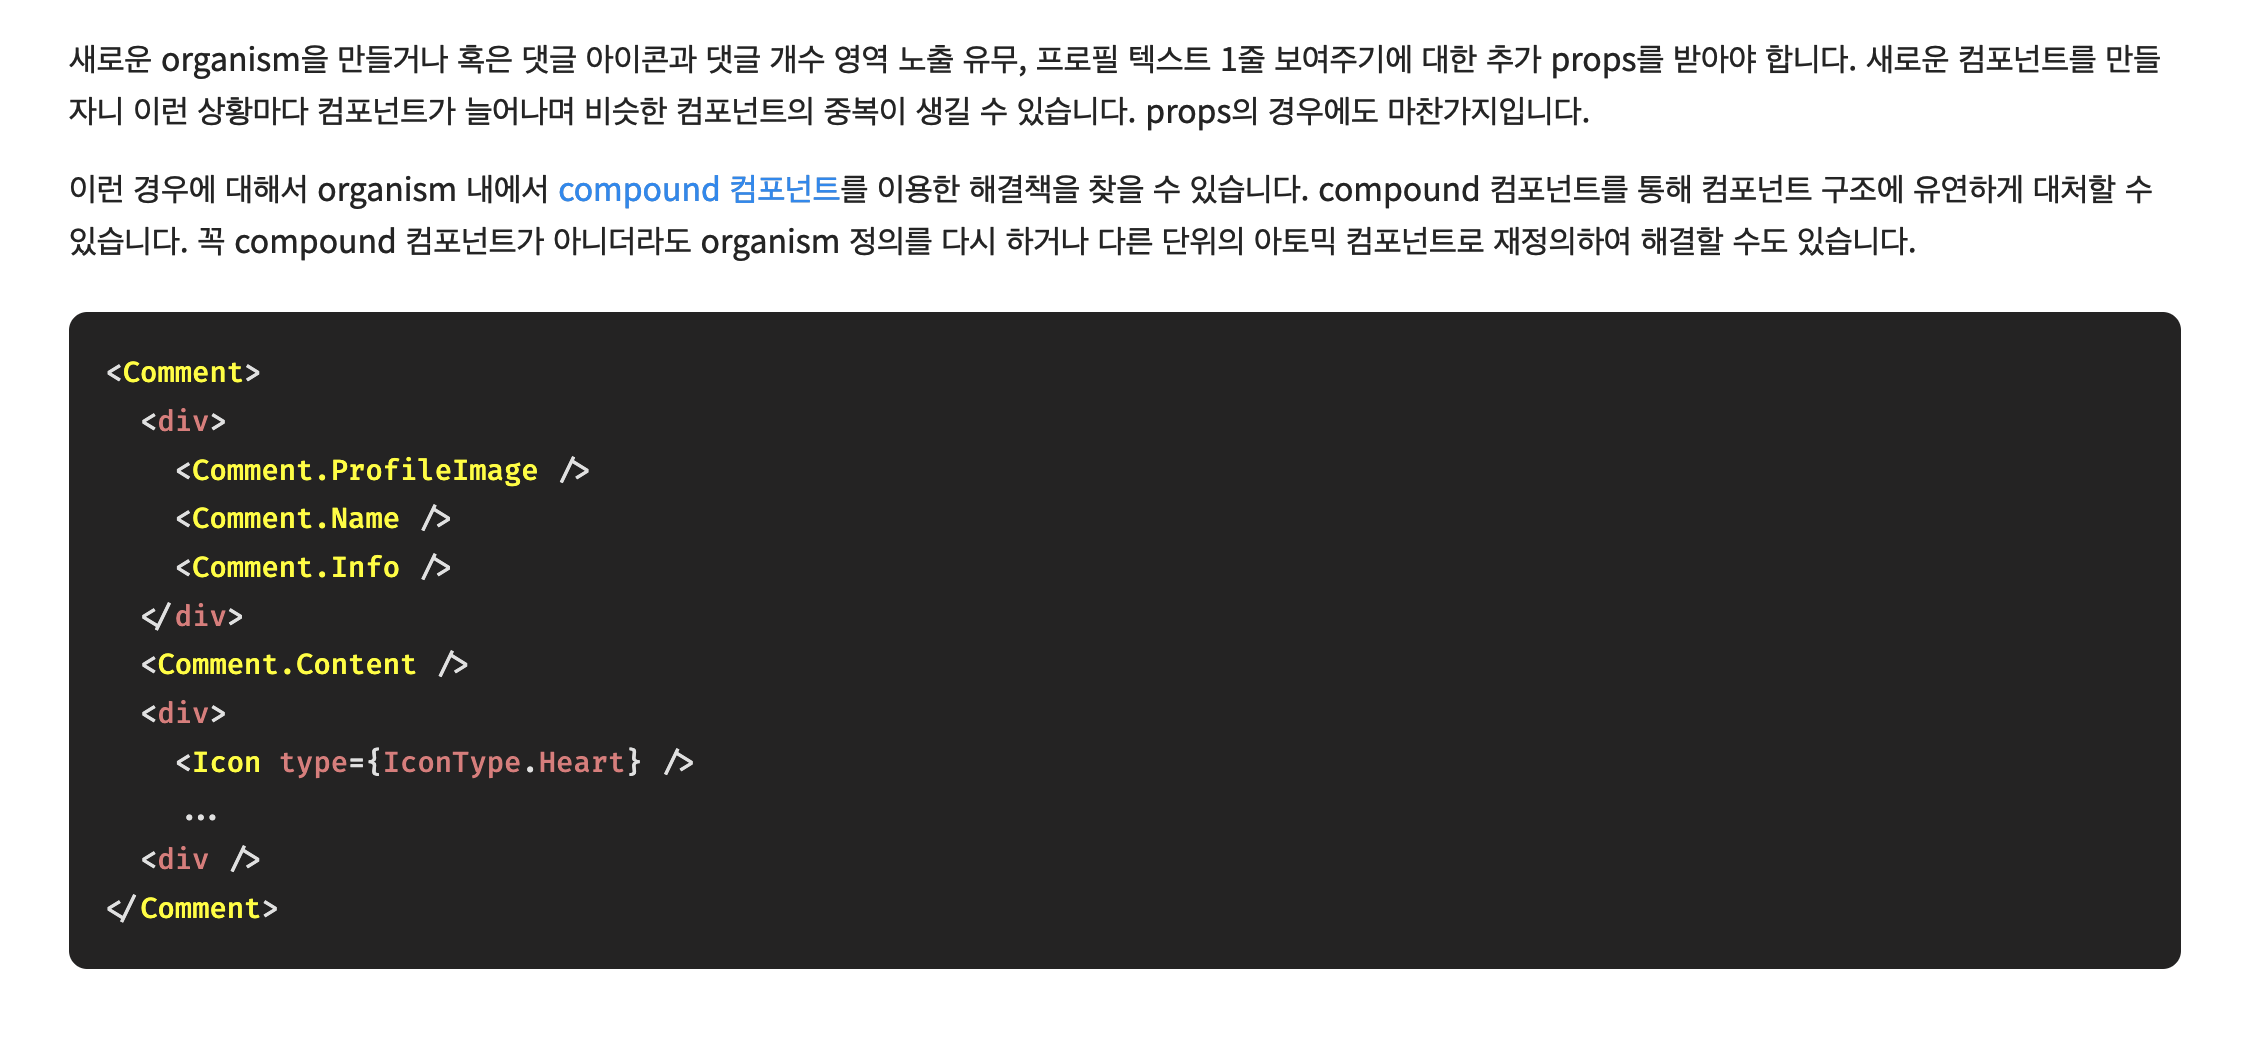 새로운 organism을 만들거나 혹은 댓글 아이콘과 댓글 개수 영역 노출 유무, 프로필 텍스트 1줄 보여주기에 대한 추가 props를 받아야 합니다. 새로운 컴포넌트를 만들
자니 이런 상황마다 컴포넌트가 늘어나며 비슷한 컴포넌트의 중복이 생길 수 있습니다. props의 경우에도 마찬가지입니다.
이런 경우에 대해서 organism 내에서 compound 컴포넌트를 이용한 해결책을 찾을 수 있습니다. compound 컴포넌트를 통해 컴포넌트 구조에 유연하게 대처할 수
있습니다. 꼭 compound 컴포넌트가 아니더라도 organism 정의를 다시 하거나 다른 단위의 아토믹 컴포넌트로 재정의하여 해결할 수도 있습니다.
<Comment>
  <div>
    <Comment.ProfileImage />
    <Comment.Name />
    <Comment.Info />
  </div>
  <Comment.Content />
  <div>
    <Icon type={IconType.Heart} />
    ...
  <div />
</Comment>